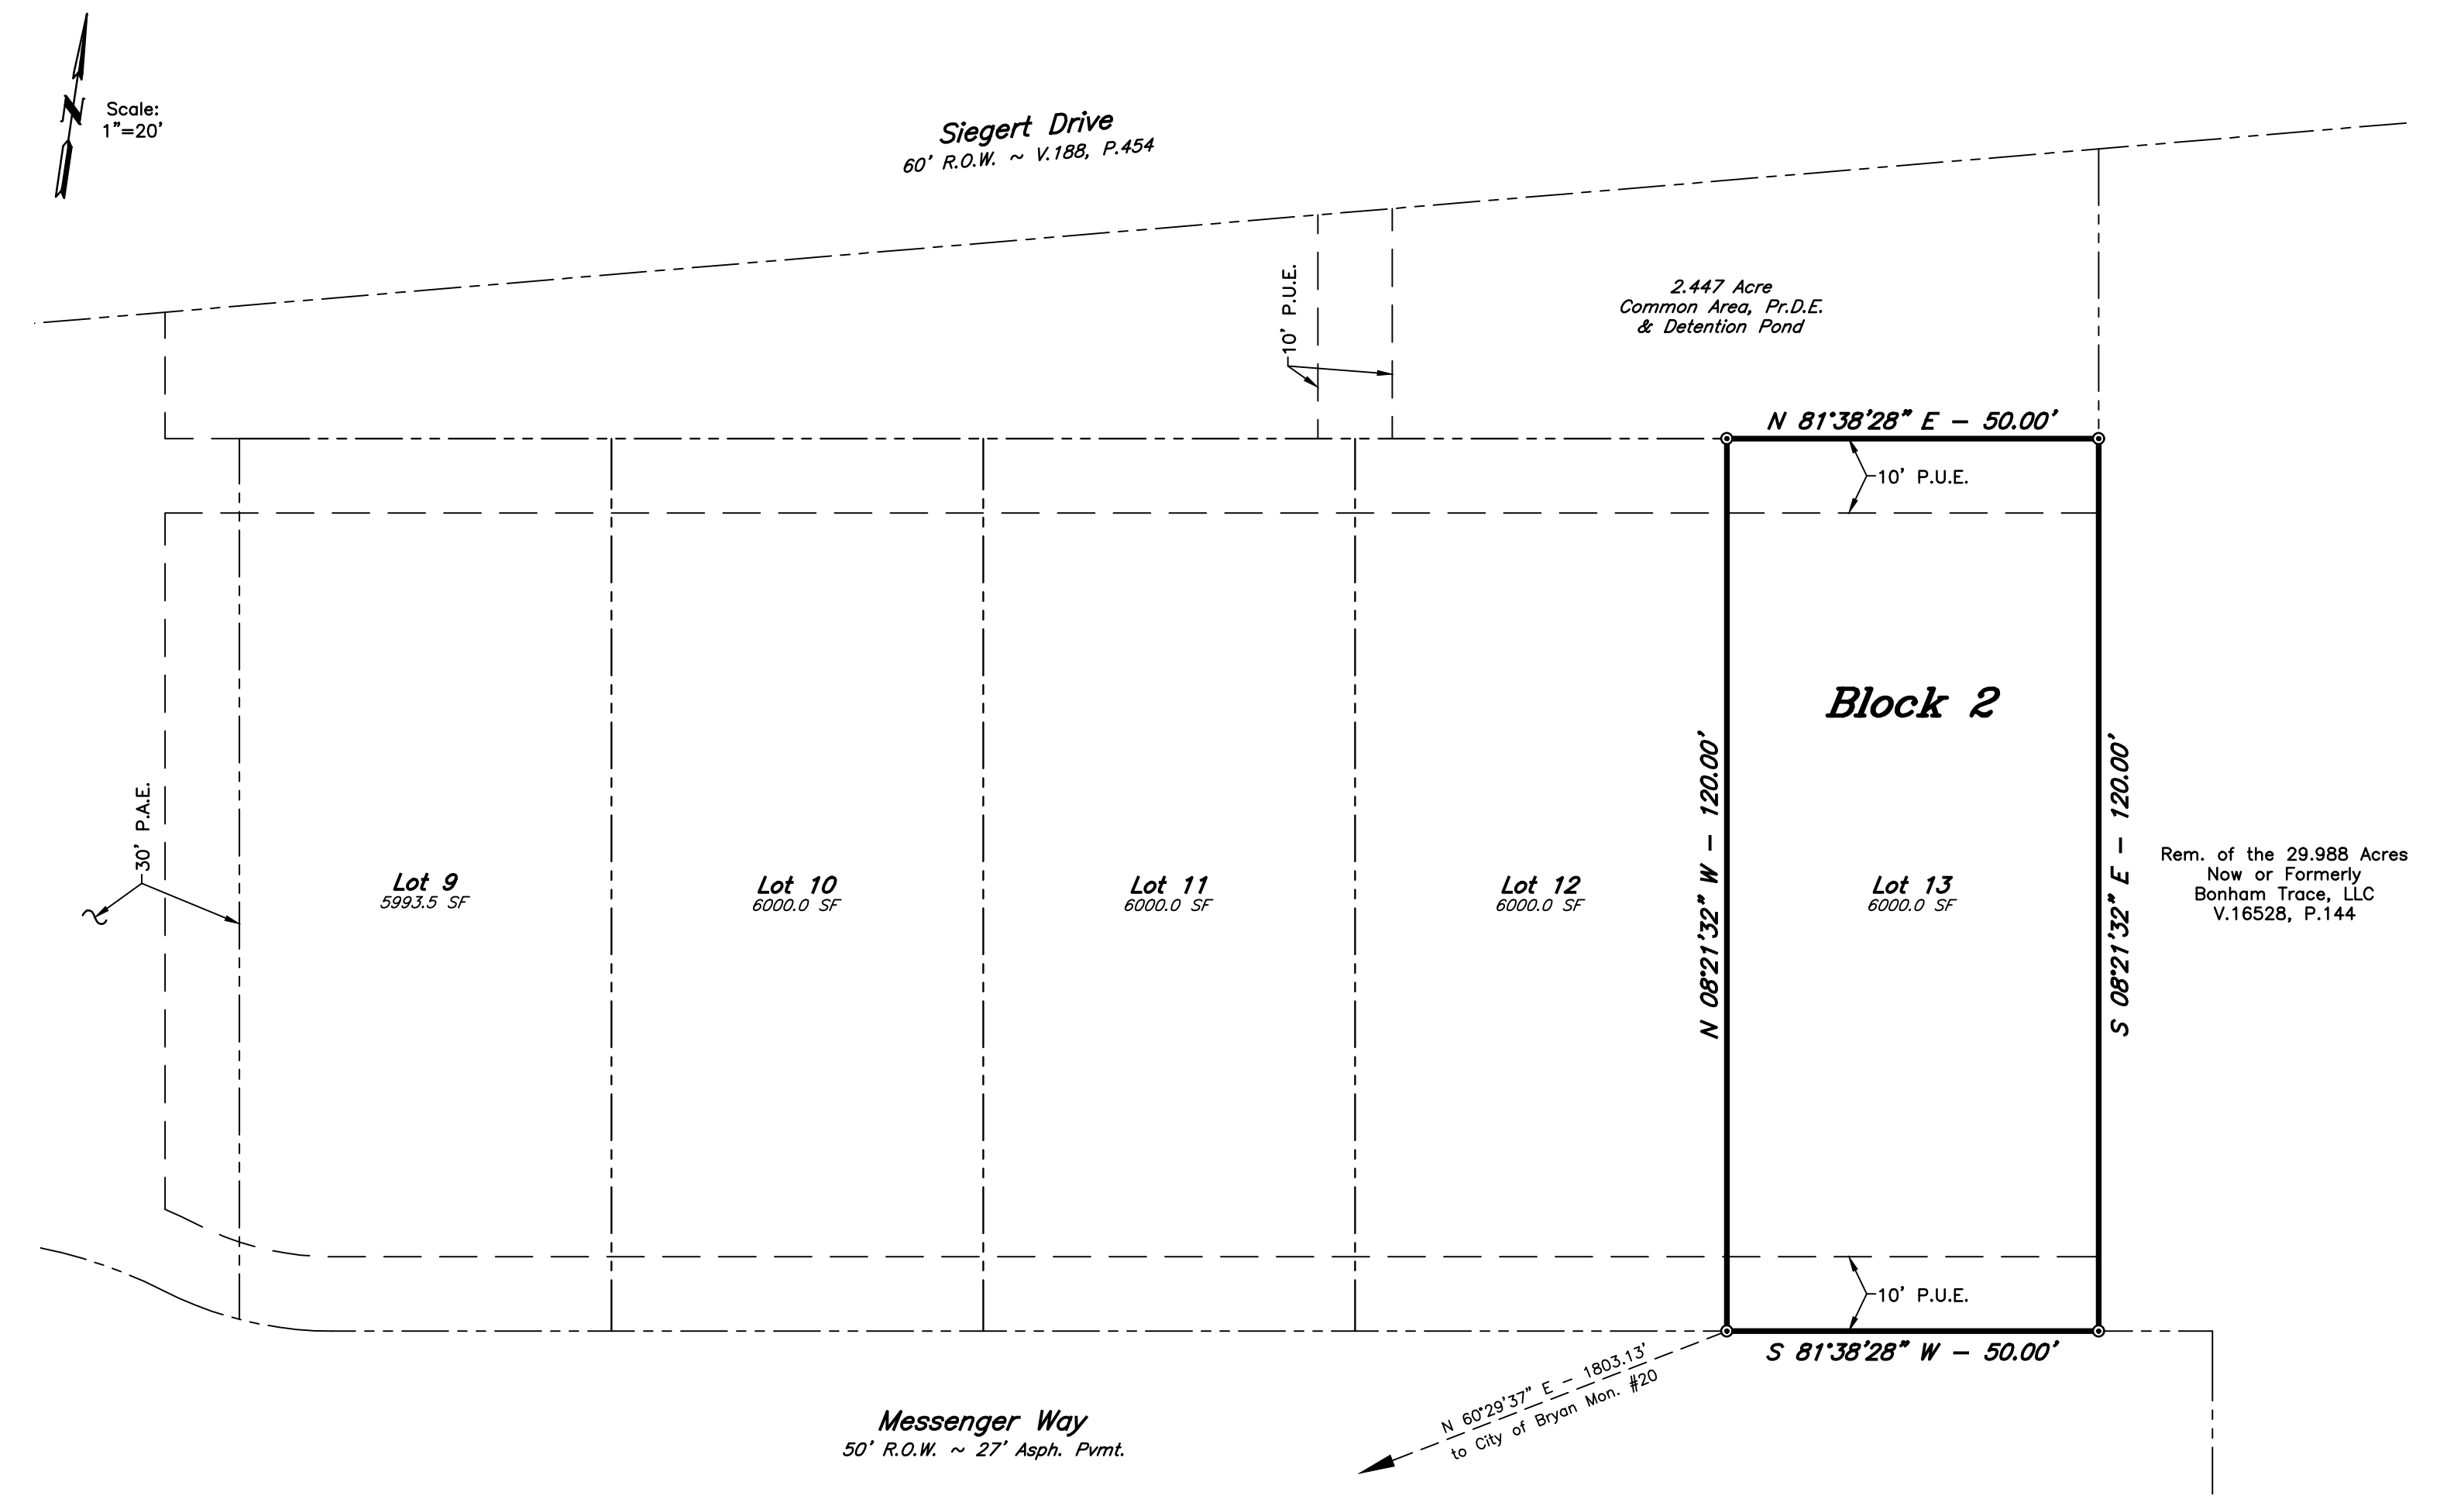 N
Scale:
1"=20'
Siegert Drive
60' R.O.W. ~ V.188, P.454
10' P.U.E.
2.447 Acre
Common Area, Pr.D.E.
& Detention Pond
N 81°38'28" E - 50.00'
10' P.U.E.
Block 2
N 08°21'32" W - 120.00'
S 08°21'32" E - 120.00'
30' P.A.E.
Lot 9
5993.5 SF
Lot 10
6000.0 SF
Lot 11
6000.0 SF
Lot 12
6000.0 SF
Lot 13
6000.0 SF
Rem. of the 29.988 Acres
Now or Formerly
Bonham Trace, LLC
V.16528, P.144
10' P.U.E.
S 81°38'28" W - 50.00'
N 60°29'37" E - 1803.13'
to City of Bryan Mon. #20
Messenger Way
50' R.O.W. ~ 27' Asph. Pvmt.